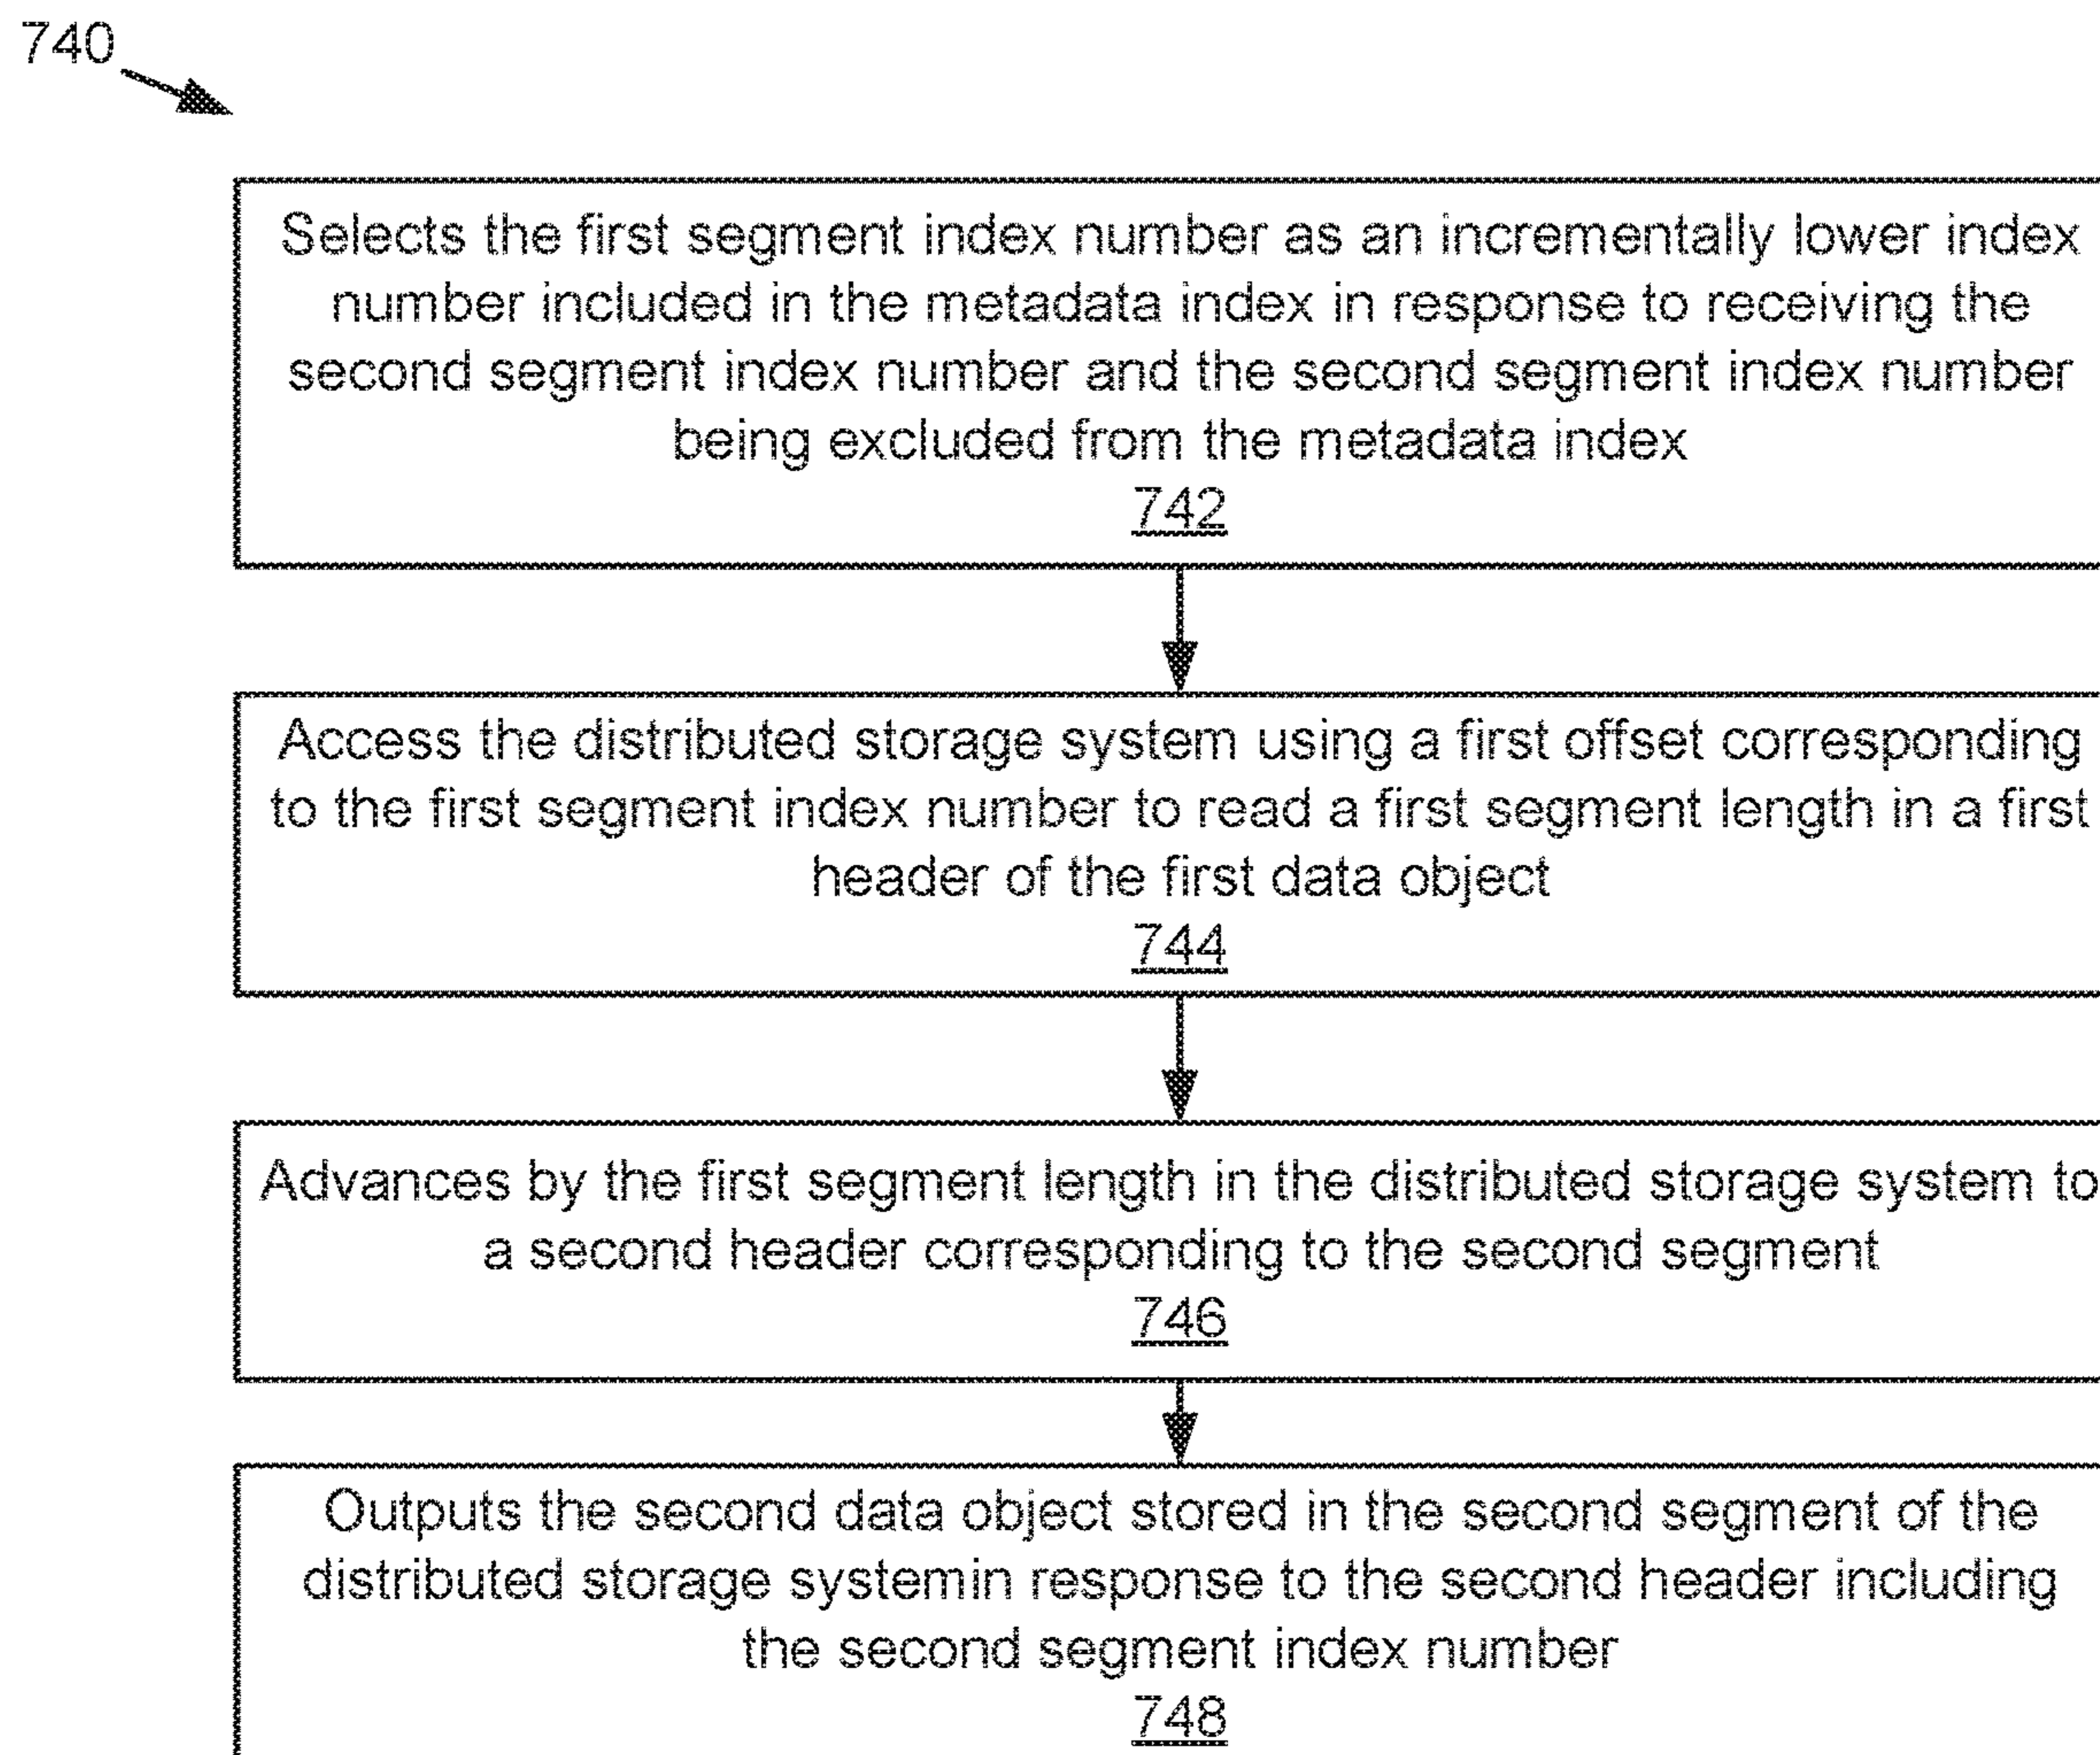 740
Selects the first segment index number as an incrementally lower index
number included in the metadata index in response to receiving the
second segment index number and the second segment index number
being excluded from the metadata index
742
Access the distributed storage system using a first offset corresponding
to the first segment index number to read a first segment length in a first
header of the first data object
744
Advances by the first segment length in the distributed storage system to
a second header corresponding to the second segment
746
Outputs the second data object stored in the second segment of the
distributed storage systemin response to the second header including
the second segment index number
748